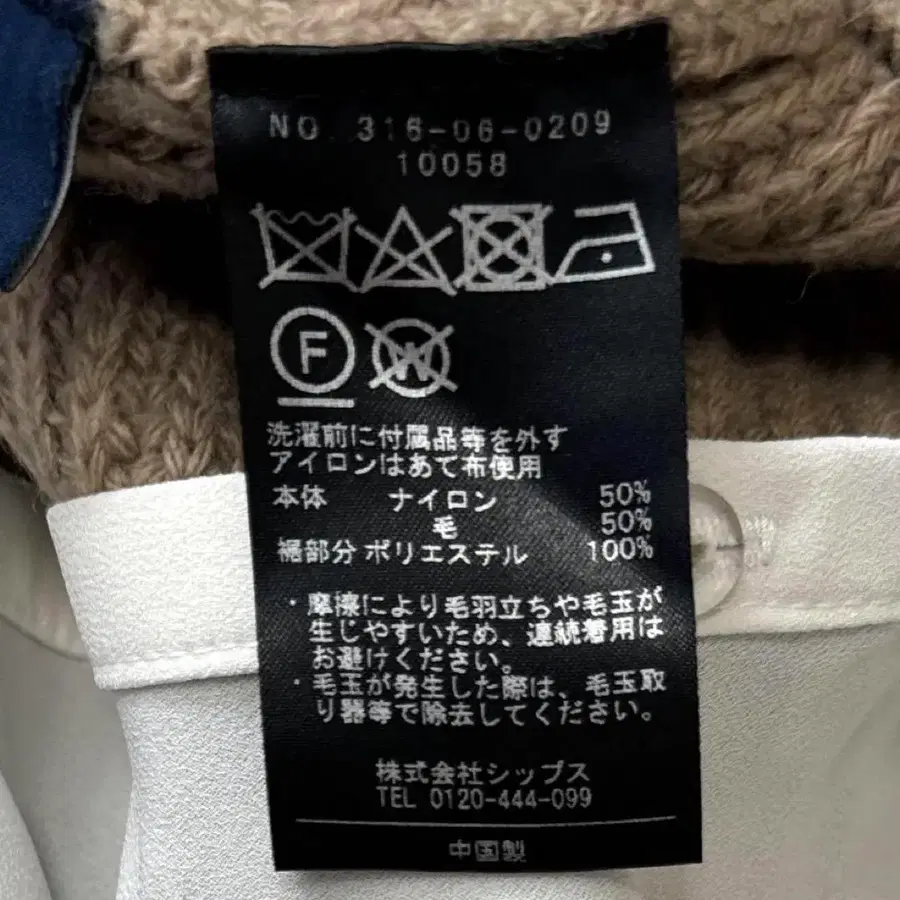 NO. 316-06-0209
10058
F
W
洗濯前に付属品等を外す
アイロンはあて布使用
本体 ナイロン 50%
毛 50%
裾部分 ポリエステル 100%
・摩擦により毛羽立ちや毛玉が
生じやすいため、連続着用は
お避けください。
・毛玉が発生した際は、毛玉取
り器等で除去してください。
株式会社シップス
TEL 0120-444-099
中国製